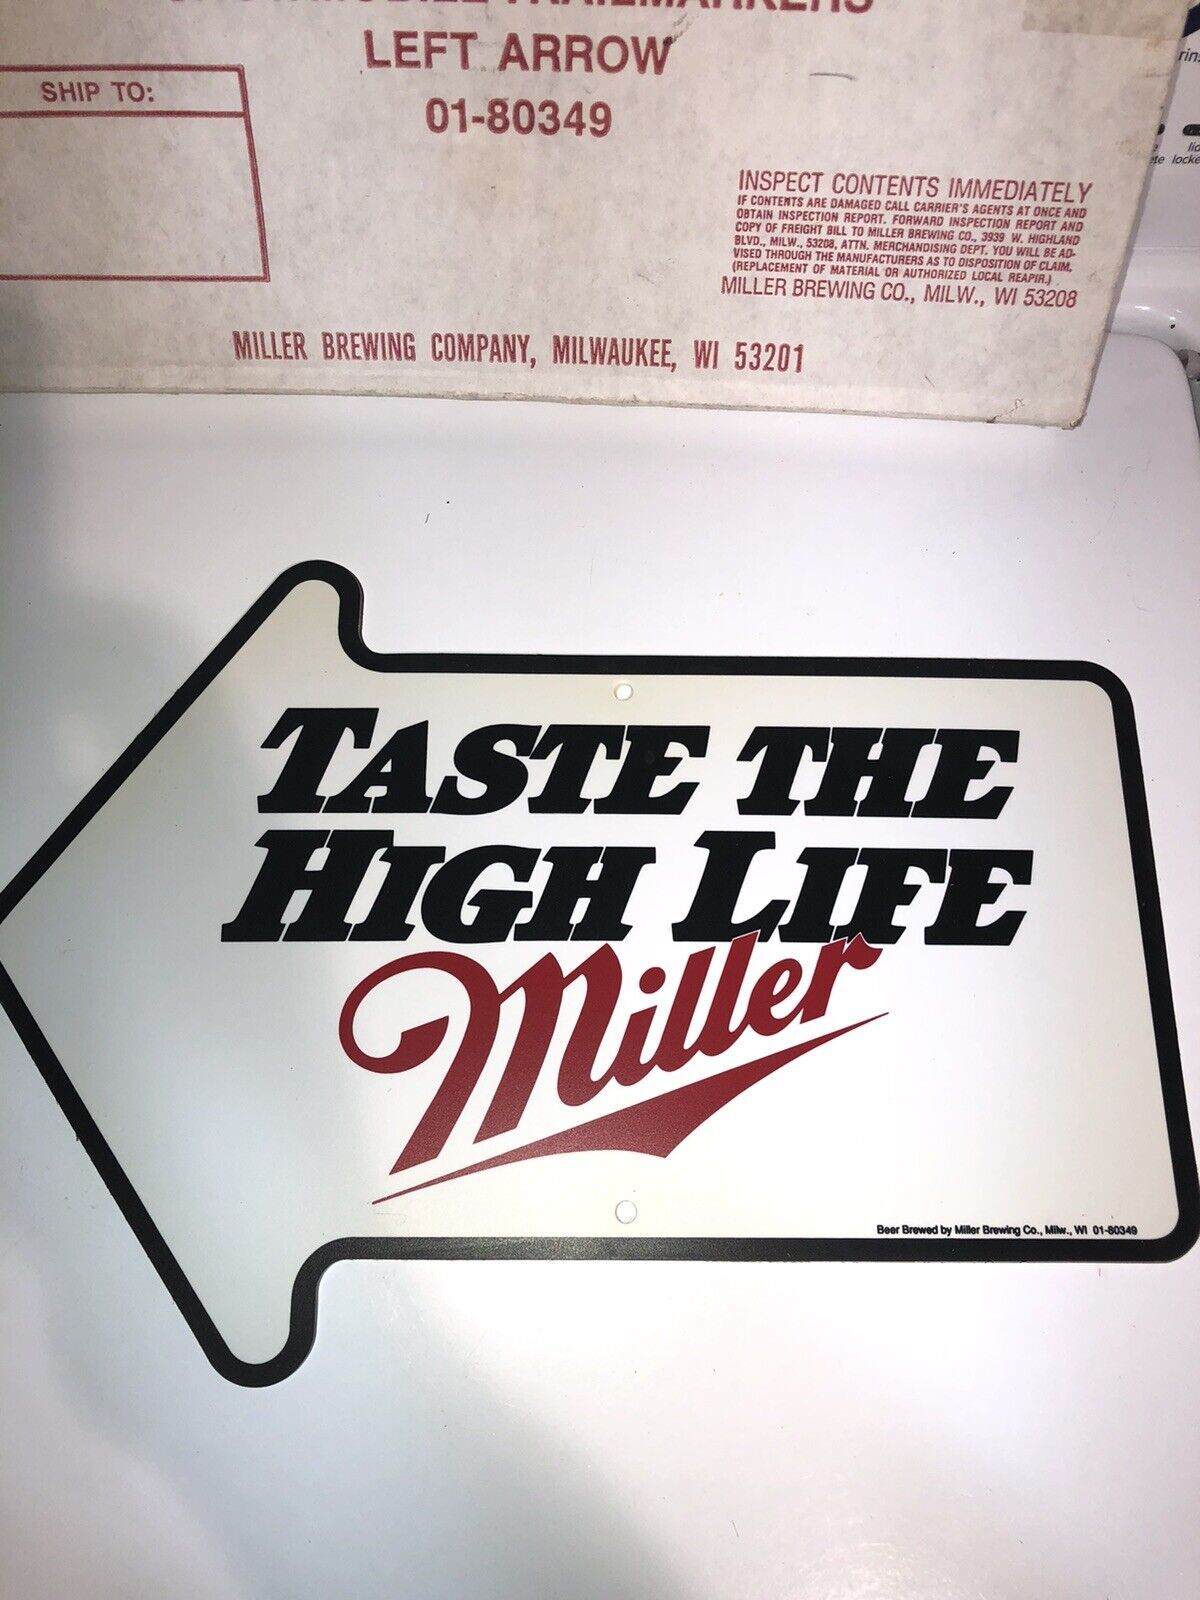 TRAILMARKERS
LEFT ARROW
01-80349
SHIP TO:
INSPECT CONTENTS IMMEDIATELY
IF CONTENTS ARE DAMAGED CALL CARRIER'S AGENTS AT ONCE AND
OBTAIN INSPECTION REPORT. FORWARD INSPECTION REPORT AND
COPY OF FREIGHT BILL TO MILLER BREWING CO., 3939 W. HIGHLAND
BLVD., MILW., 53208, ATTN. MERCHANDISING DEPT. YOU WILL BE AD-
VISED THROUGH THE MANUFACTURERS AS TO DISPOSITION OF CLAIM.
(REPLACEMENT OF MATERIAL OR AUTHORIZED LOCAL REAPIR.)
MILLER BREWING CO., MILW., WI 53208
MILLER BREWING COMPANY, MILWAUKEE, WI 53201
TASTE THE
HIGH LIFE
Miller
Beer Brewed by Miller Brewing Co., Milw., WI 01-80349